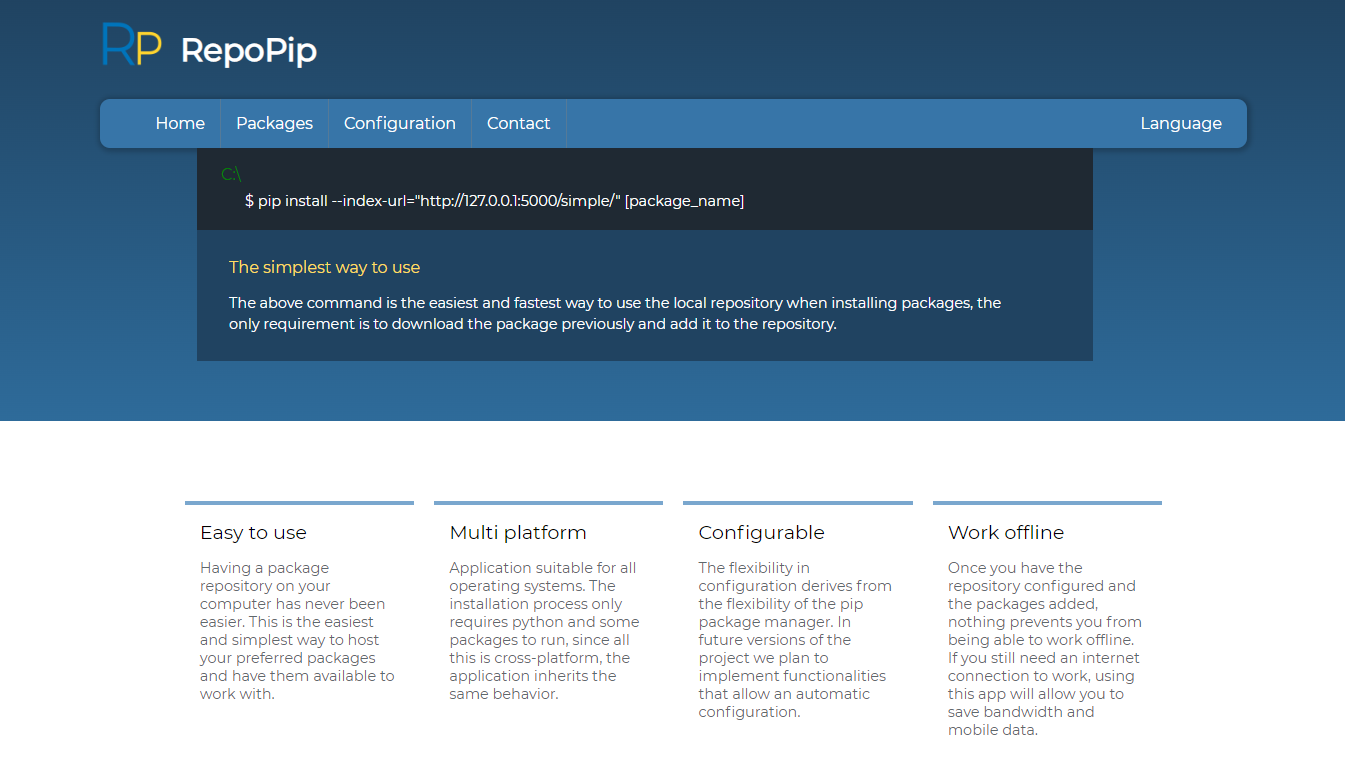 RP RepoPip
Home Packages Configuration Contact Language
C:\
$ pip install --index-url="http://127.0.0.1:5000/simple/" [package_name]
The simplest way to use
The above command is the easiest and fastest way to use the local repository when installing packages, the
only requirement is to download the package previously and add it to the repository.
Easy to use
Having a package
repository on your
computer has never been
easier. This is the easiest
and simplest way to host
your preferred packages
and have them available to
work with.
Multi platform
Application suitable for all
operating systems. The
installation process only
requires python and some
packages to run, since all
this is cross-platform, the
application inherits the
same behavior.
Configurable
The flexibility in
configuration derives from
the flexibility of the pip
package manager. In
future versions of the
project we plan to
implement functionalities
that allow an automatic
configuration.
Work offline
Once you have the
repository configured and
the packages added,
nothing prevents you from
being able to work offline.
If you still need an internet
connection to work, using
this app will allow you to
save bandwidth and
mobile data.